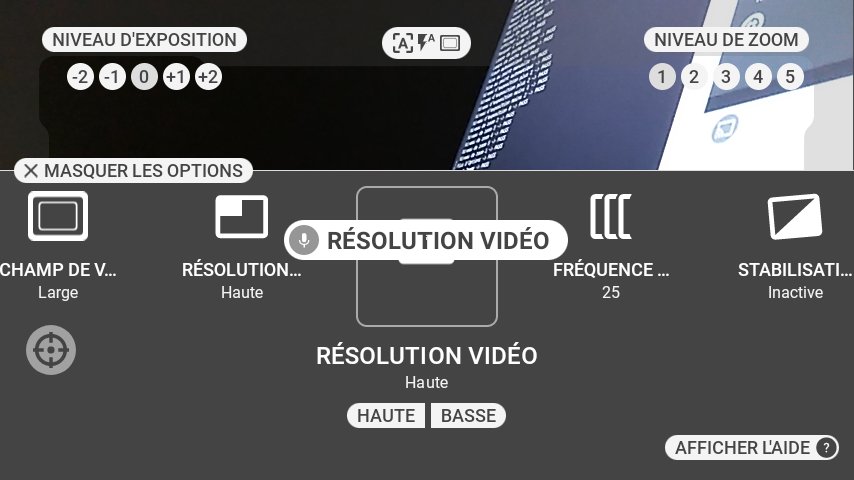 NIVEAU D'EXPOSITION
-2 -1 0 +1 +2
A A
NIVEAU DE ZOOM
1 2 3 4 5
MASQUER LES OPTIONS
CHAMP DE V...
Large
RÉSOLUTION...
Haute
RÉSOLUTION VIDÉO
FRÉQUENCE ...
25
STABILISATI...
Inactive
RÉSOLUTION VIDÉO
Haute
HAUTE BASSE
AFFICHER L'AIDE ?